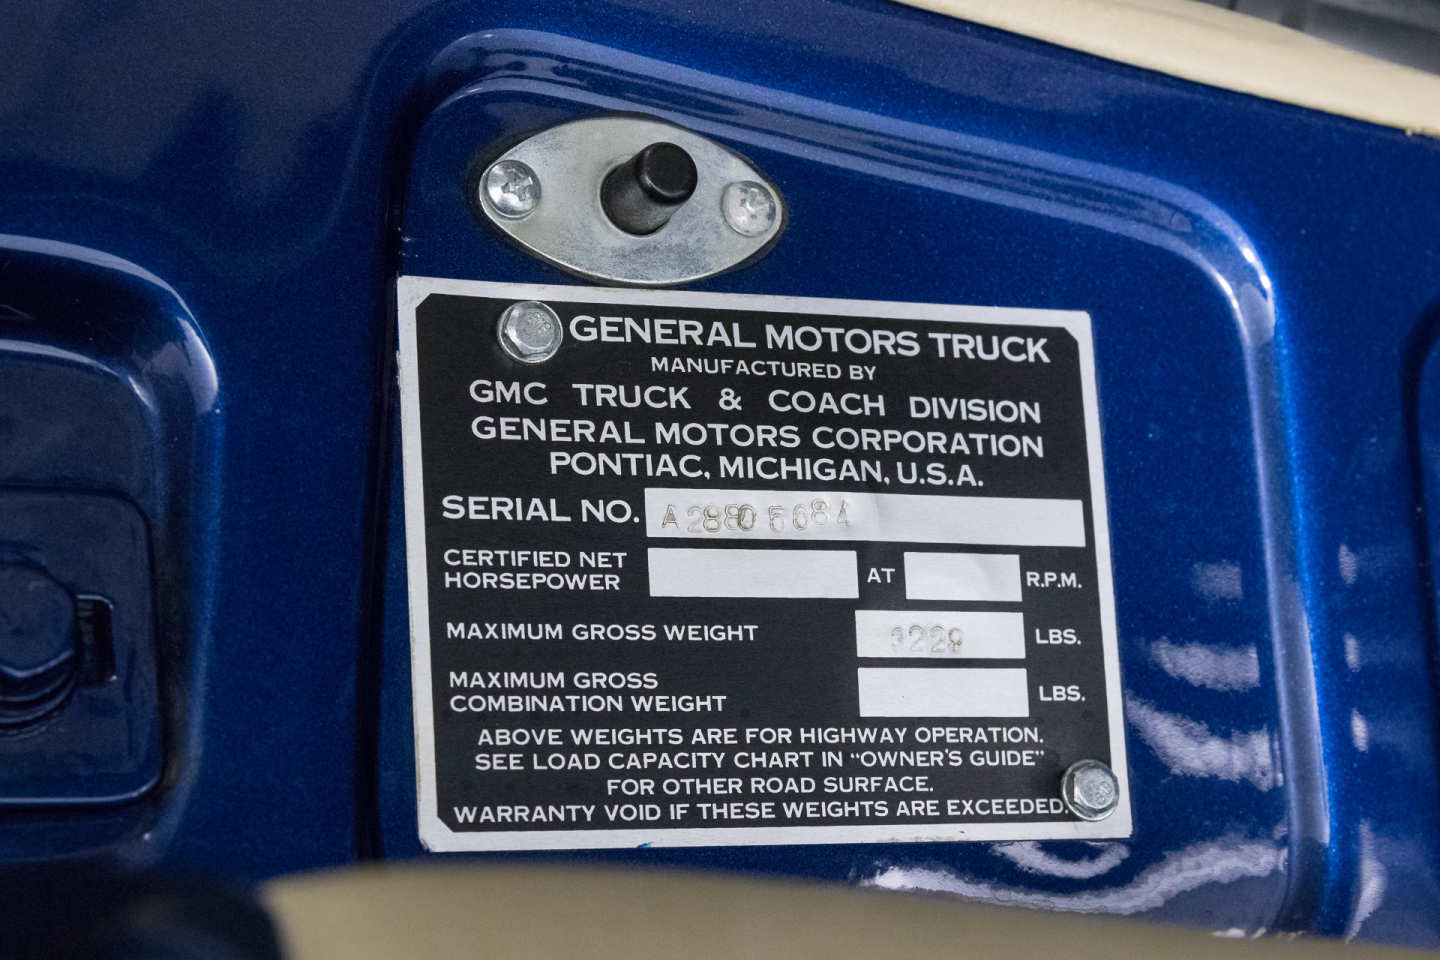 GENERAL MOTORS TRUCK
MANUFACTURED BY
GMC TRUCK & COACH DIVISION
GENERAL MOTORS CORPORATION
PONTIAC, MICHIGAN, U.S.A.
SERIAL NO.
CERTIFIED NET HORSEPOWER AT R.P.M.
MAXIMUM GROSS WEIGHT LBS.
MAXIMUM GROSS
COMBINATION WEIGHT LBS.
ABOVE WEIGHTS ARE FOR HIGHWAY OPERATION.
SEE LOAD CAPACITY CHART IN "OWNER'S GUIDE"
FOR OTHER ROAD SURFACE.
WARRANTY VOID IF THESE WEIGHTS ARE EXCEEDED.